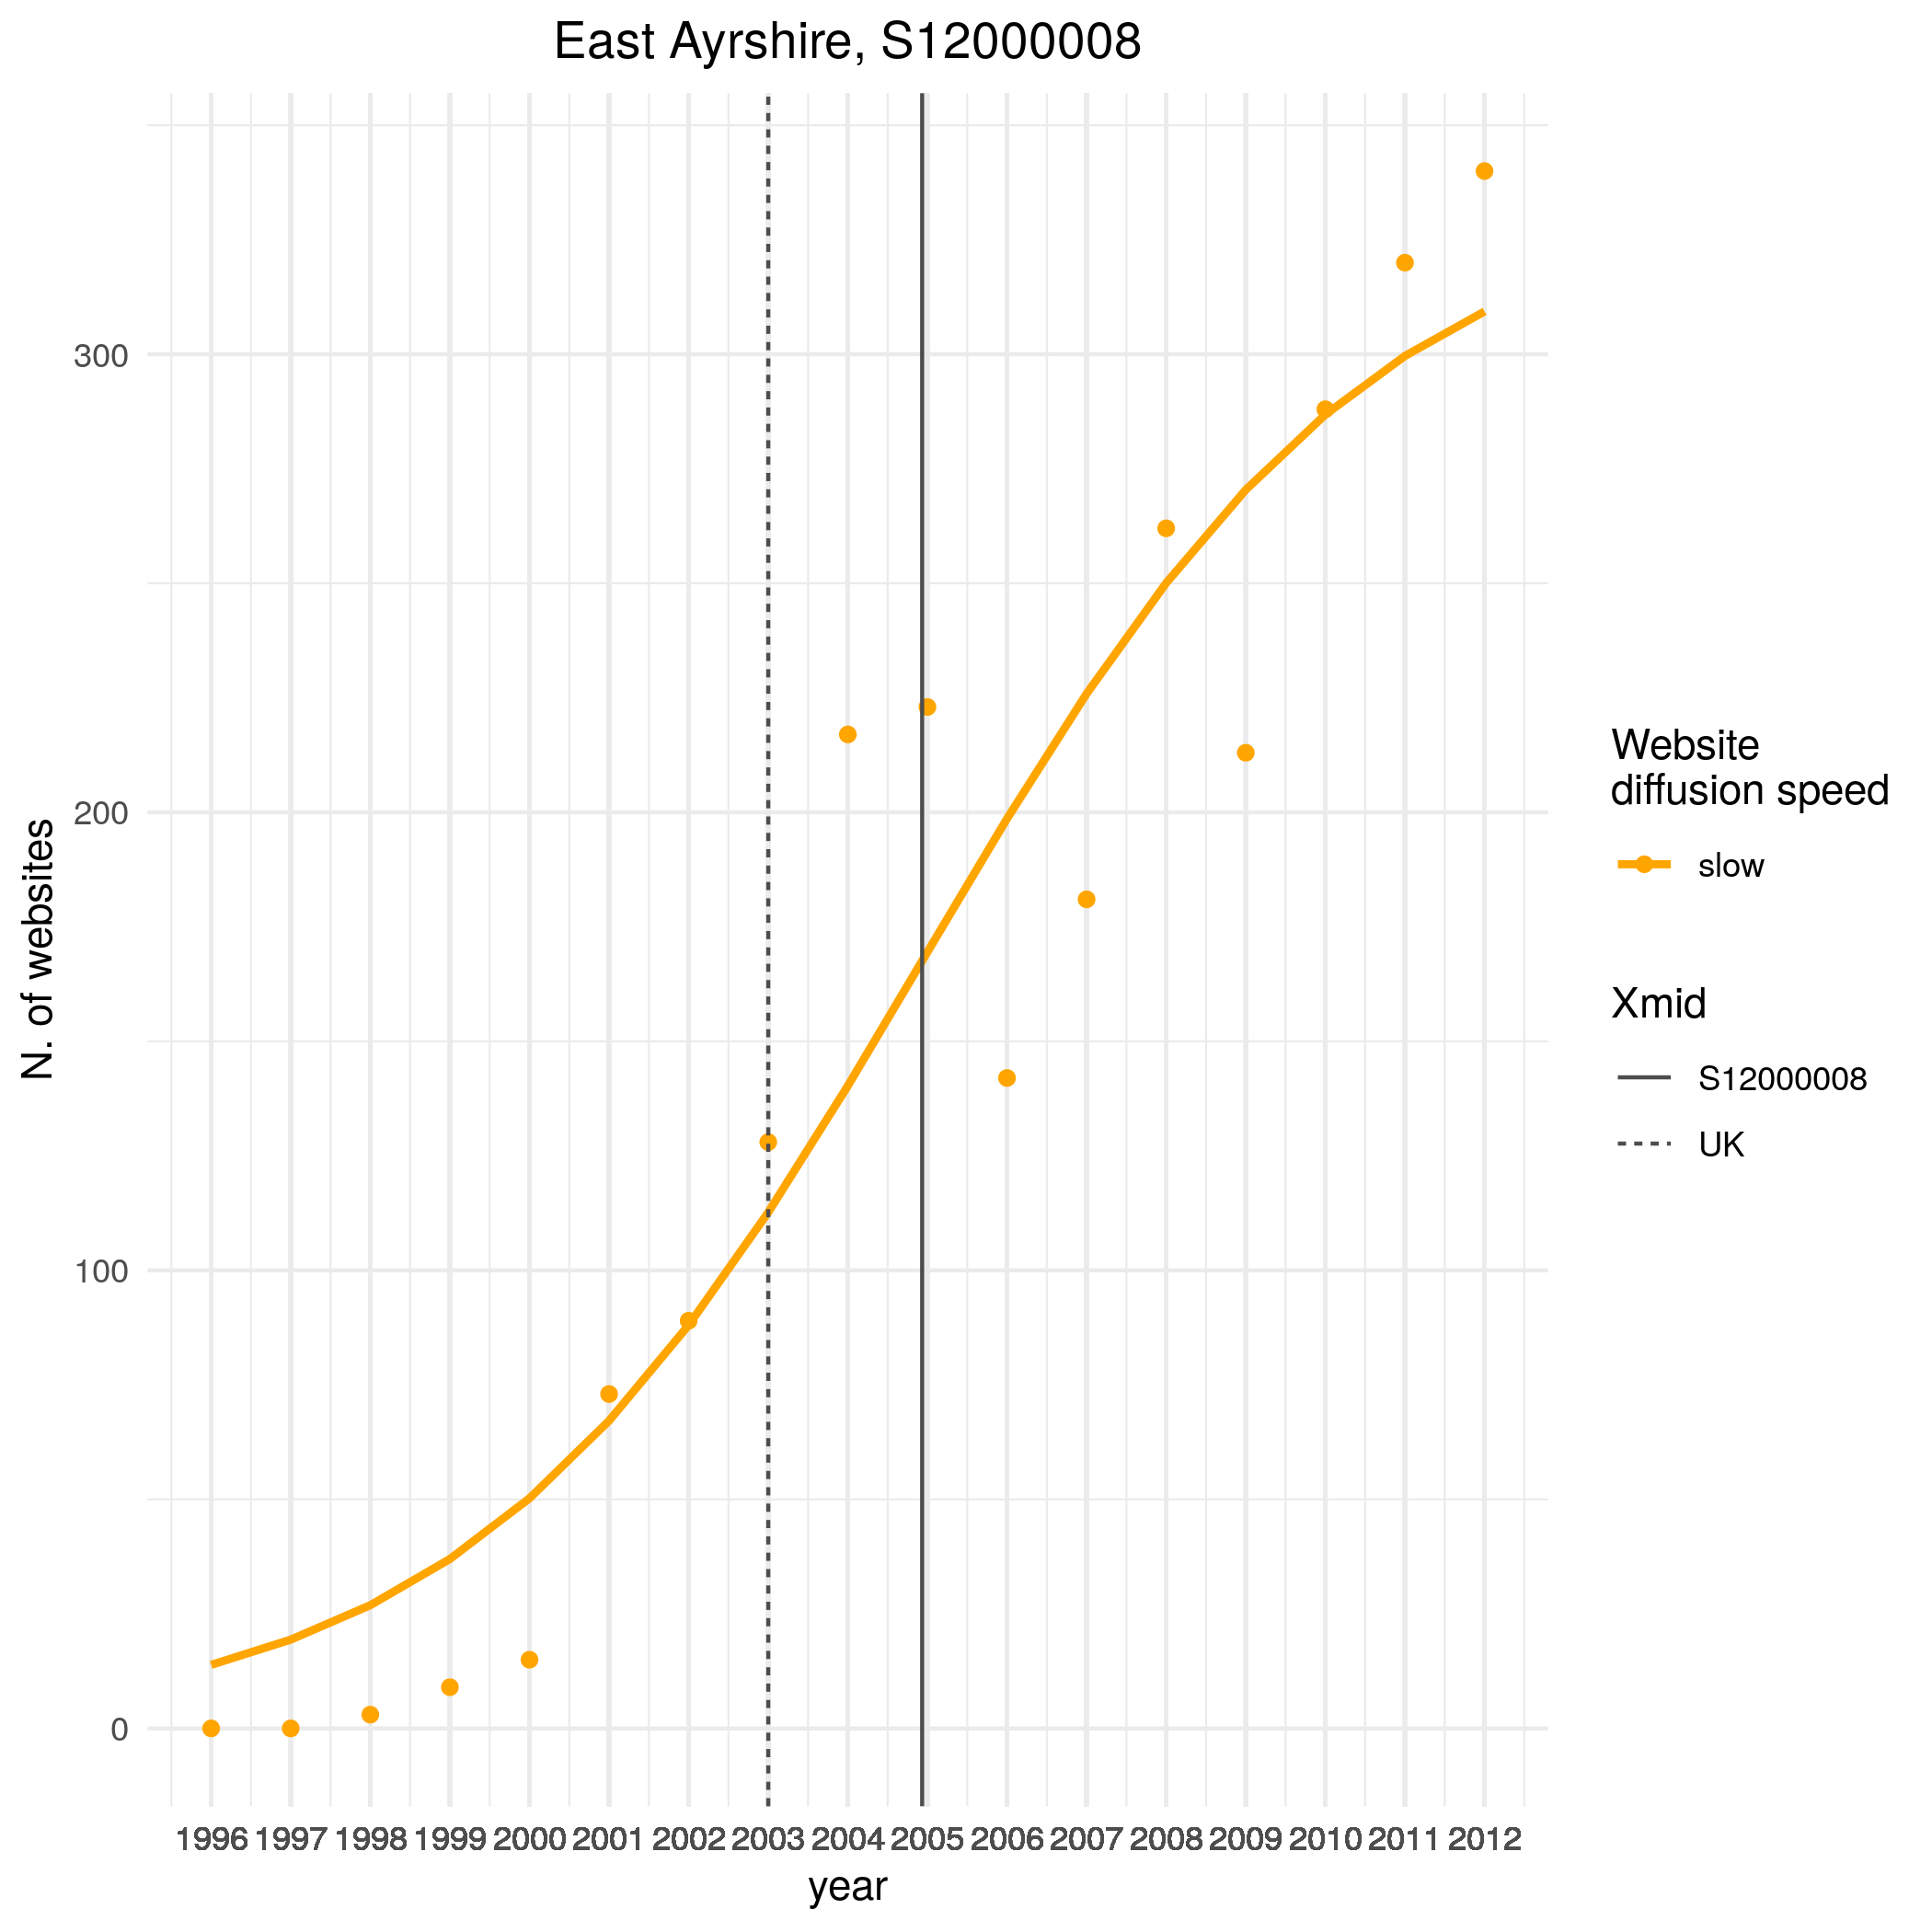 East Ayrshire, S12000008
N. of websites
300
200
100
0
1996 1997 1998 1999 2000 2001 2002 2003 2004 2005 2006 2007 2008 2009 2010 2011 2012
year
Website
diffusion speed
slow
Xmid
S12000008
UK